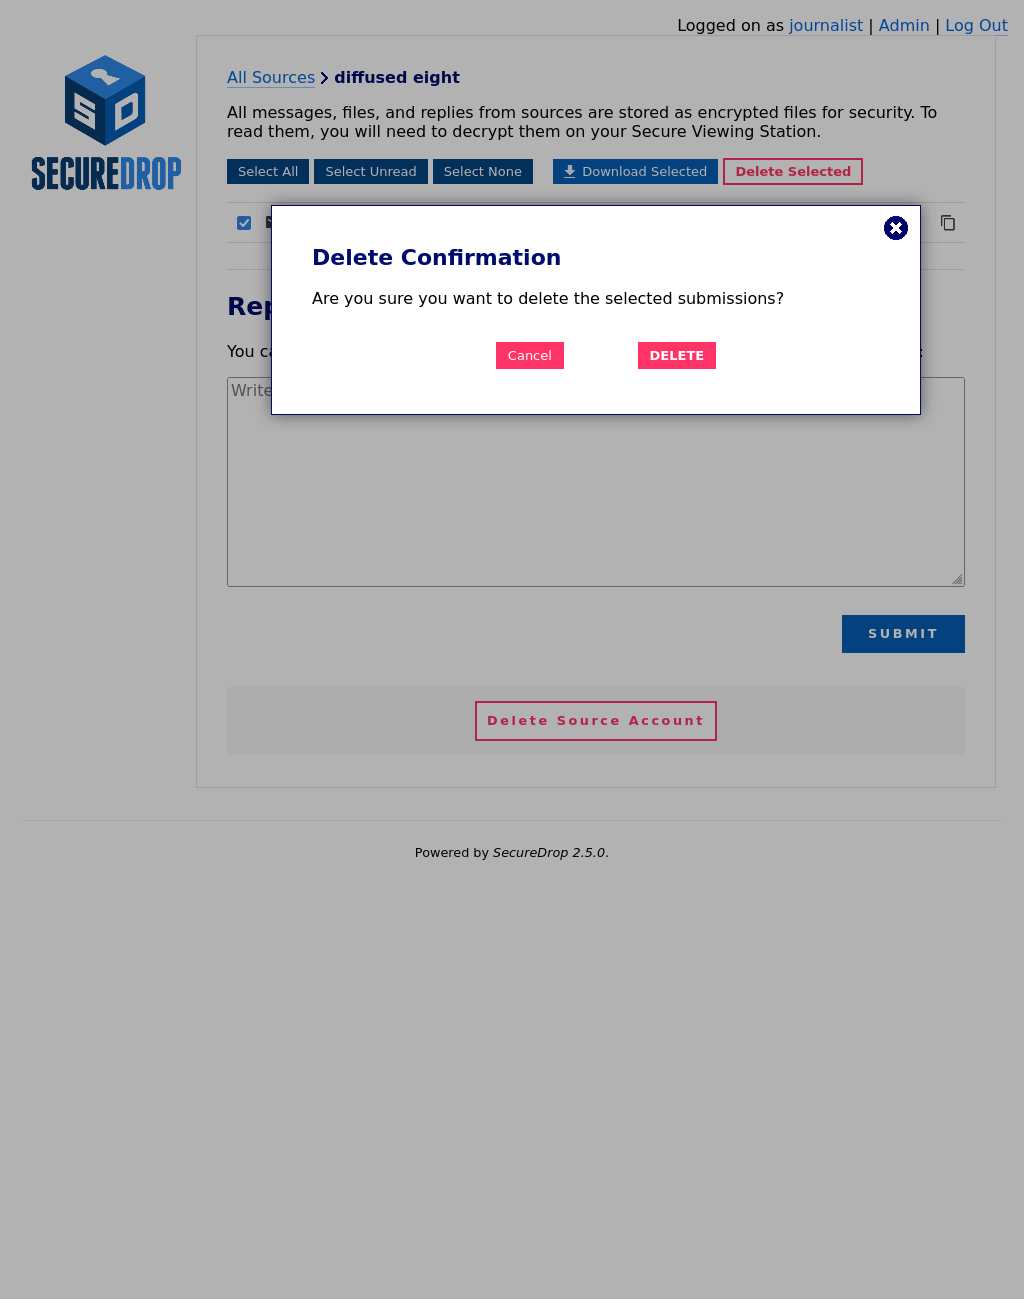 Logged on as journalist | Admin | Log Out
SD
SECUREDROP
All Sources diffused eight
All messages, files, and replies from sources are stored as encrypted files for security. To
read them, you will need to decrypt them on your Secure Viewing Station.
Select All Select Unread Select None Download Selected Delete Selected
Delete Confirmation
Are you sure you want to delete the selected submissions?
Cancel DELETE
You
Write
SUBMIT
Delete Source Account
Powered by SecureDrop 2.5.0.